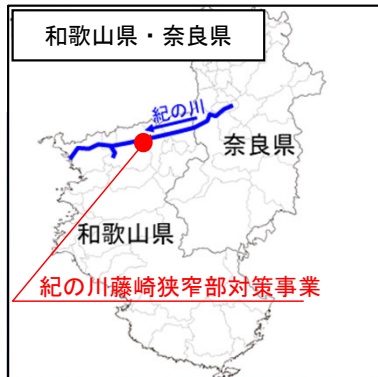 和歌山県・奈良県
紀の川
奈良県
和歌山県
紀の川藤崎狭窄部対策事業